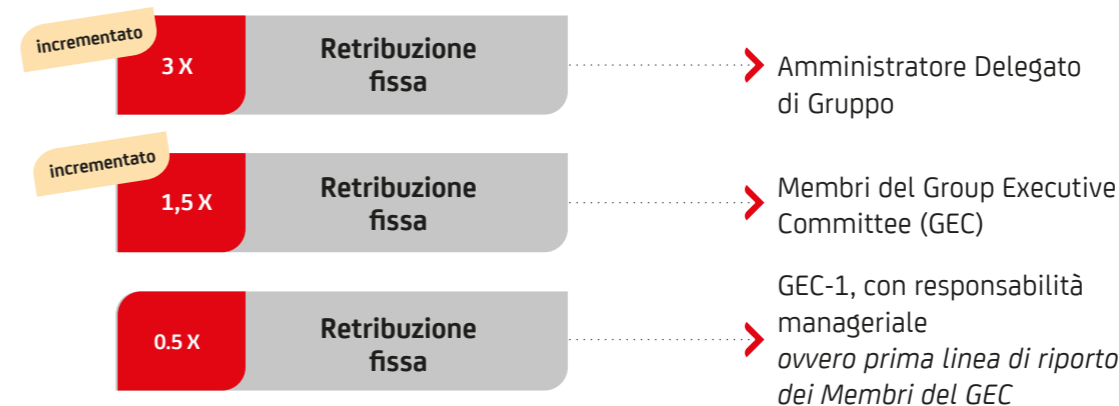 incrementato
3 X
Retribuzione
fissa
Amministratore Delegato
di Gruppo
incrementato
1,5 X
Retribuzione
fissa
Membri del Group Executive
Committee (GEC)
0.5 X
Retribuzione
fissa
GEC-1, con responsabilità
manageriale
ovvero prima linea di riporto
dei Membri del GEC